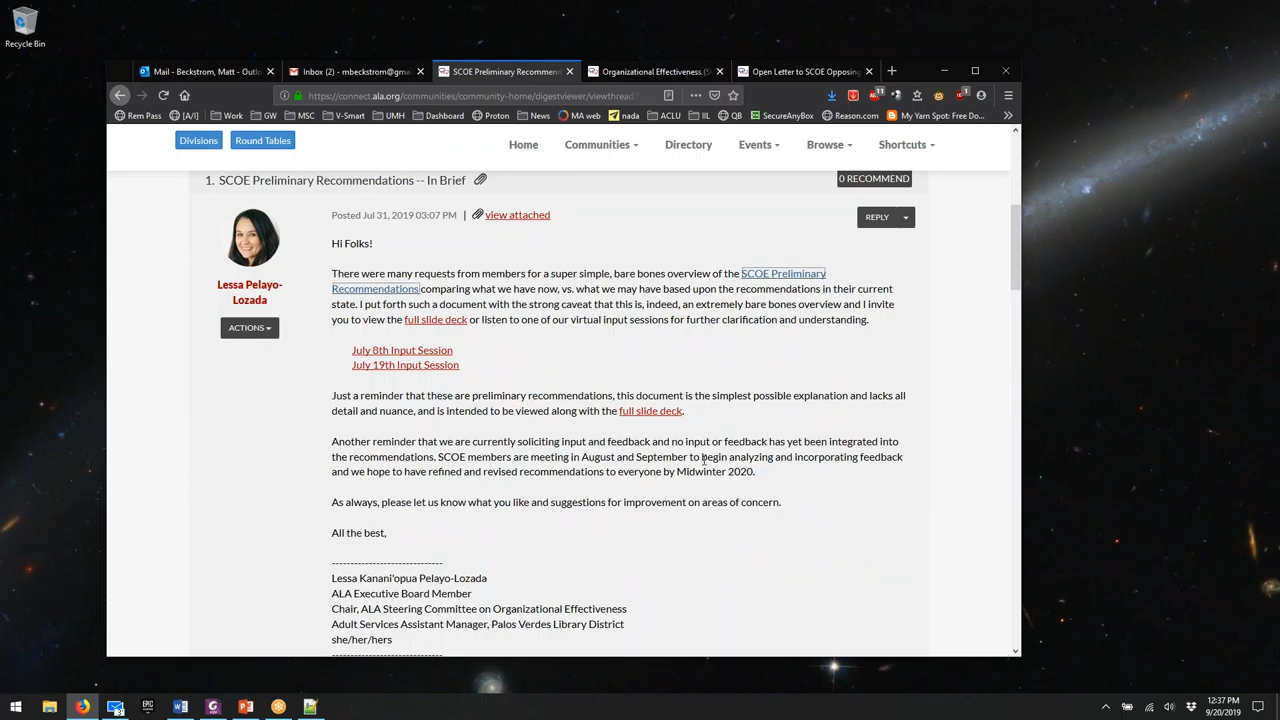 Recycle Bin
Mail - Beckstrom, Matt - Outlo
Inbox (2) - mbeckstrom@gma
SCOE Preliminary Recommend
Organizational Effectiveness (S
Open Letter to SCOE Opposing
https://connect.ala.org/communities/community-home/digestviewer/viewthread?
11
1
Rem Pass
[A/I]
Work
GW
MSC
V-Smart
UMH
Dashboard
Proton
News
MA web
nada
ACLU
IIL
QB
SecureAnyBox
Reason.com
My Yarn Spot: Free Do...
Divisions
Round Tables
Home
Communities
Directory
Events
Browse
Shortcuts
1. SCOE Preliminary Recommendations -- In Brief
0 RECOMMEND
Posted Jul 31, 2019 03:07 PM | view attached
REPLY
Hi Folks!
There were many requests from members for a super simple, bare bones overview of the SCOE Preliminary
Recommendations comparing what we have now, vs. what we may have based upon the recommendations in their current
state. I put forth such a document with the strong caveat that this is, indeed, an extremely bare bones overview and I invite
you to view the full slide deck or listen to one of our virtual input sessions for further clarification and understanding.
Lessa Pelayo-
Lozada
ACTIONS
July 8th Input Session
July 19th Input Session
Just a reminder that these are preliminary recommendations, this document is the simplest possible explanation and lacks all
detail and nuance, and is intended to be viewed along with the full slide deck.
Another reminder that we are currently soliciting input and feedback and no input or feedback has yet been integrated into
the recommendations. SCOE members are meeting in August and September to begin analyzing and incorporating feedback
and we hope to have refined and revised recommendations to everyone by Midwinter 2020.
As always, please let us know what you like and suggestions for improvement on areas of concern.
All the best,
------------------------------
Lessa Kanani'opua Pelayo-Lozada
ALA Executive Board Member
Chair, ALA Steering Committee on Organizational Effectiveness
Adult Services Assistant Manager, Palos Verdes Library District
she/her/hers
------------------------------
EPIC
12:37 PM
9/20/2019